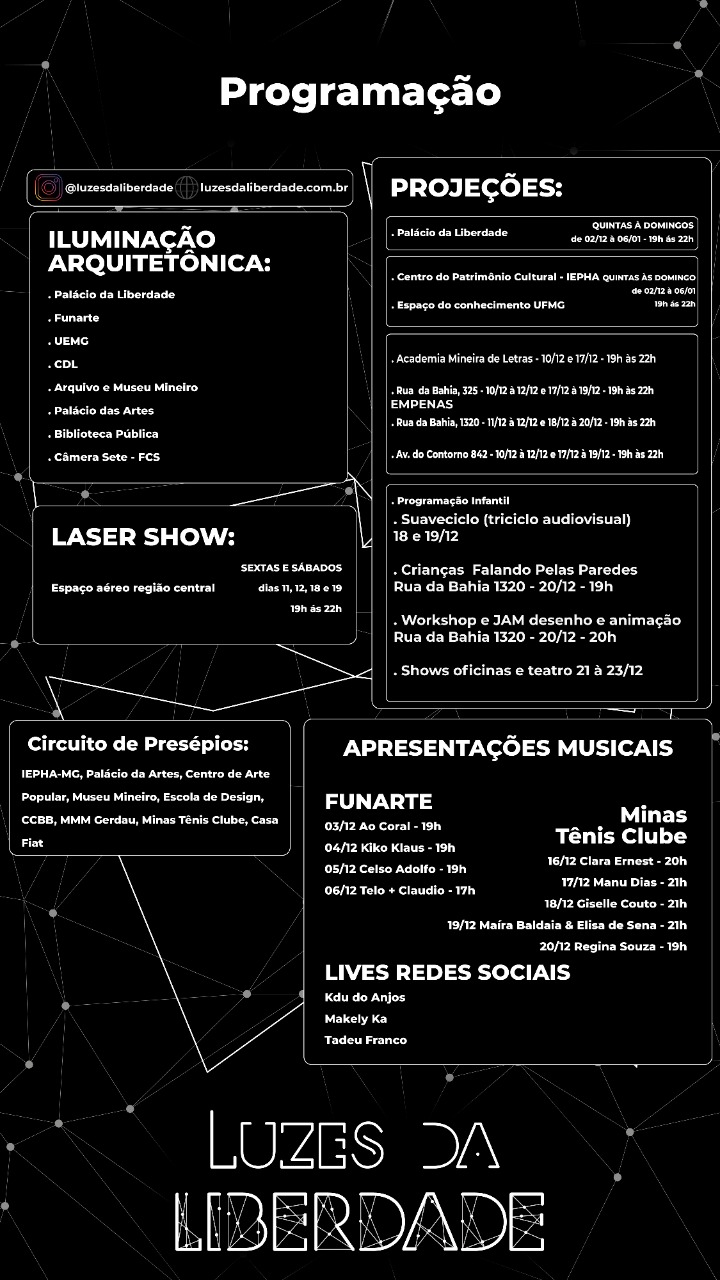 Programação
@luzesdaliberdade luzesdaliberdade.com.br
ILUMINAÇÃO
ARQUITETÔNICA:
. Palácio da Liberdade
. Funarte
. UEMG
. CDL
. Arquivo e Museu Mineiro
. Palácio das Artes
. Biblioteca Pública
. Câmera Sete - FCS
LASER SHOW:
SEXTAS E SÁBADOS
Espaço aéreo região central dias 11, 12, 18 e 19
19h ás 22h
PROJEÇÕES:
QUINTAS À DOMINGOS
. Palácio da Liberdade
de 02/12 à 06/01 - 19h ás 22h
. Centro do Patrimônio Cultural - IEPHA QUINTAS ÀS DOMINGO
de 02/12 à 06/01
. Espaço do conhecimento UFMG 19hs ás 22h
. Academia Mineira de Letras - 10/12 e 17/12 - 19h às 22h
. Rua da Bahia, 325 - 10/12 à 12/12 e 17/12 à 19/12 - 19h às 22h
EMPENAS
. Rua da Bahia, 1320 - 11/12 à 12/12 e 18/12 à 20/12 - 19h às 22h
. Av. do Contorno 842 - 10/12 à 12/12 e 17/12 à 19/12 - 19h às 22h
. Programação Infantil
. Suaveciclo (triciclo audiovisual)
18 e 19/12
. Crianças Falando Pelas Paredes
Rua da Bahia 1320 - 20/12 - 19h
. Workshop e JAM desenho e animação
Rua da Bahia 1320 - 20/12 - 20h
. Shows oficinas e teatro 21 à 23/12
Circuito de Presépios:
IEPHA-MG, Palácio da Artes, Centro de Arte
Popular, Museu Mineiro, Escola de Design,
CCBB, MMM Gerdau, Minas Tênis Clube, Casa
Fiat
APRESENTAÇÕES MUSICAIS
FUNARTE
03/12 Ao Coral - 19h
04/12 Kiko Klaus - 19h
05/12 Celso Adolfo - 19h
06/12 Telo + Claudio - 17h
Minas
Tênis Clube
16/12 Clara Ernest - 20h
17/12 Manu Dias - 21h
18/12 Giselle Couto - 21h
19/12 Maíra Baldaia & Elisa de Sena - 21h
20/12 Regina Souza - 19h
LIVES REDES SOCIAIS
Kdu do Anjos
Makely Ka
Tadeu Franco
LUZES DA
LIBERDADE